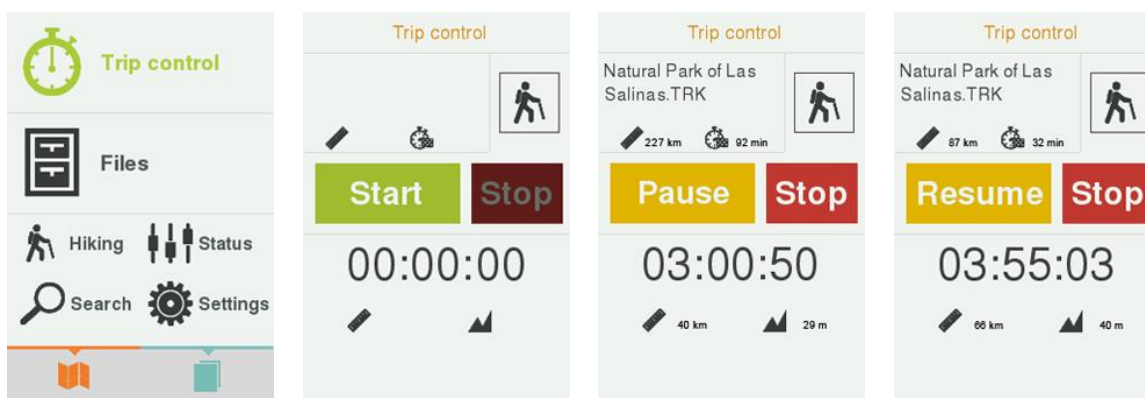 Trip control
Files
Hiking
Status
Search
Settings
Trip control
Start
Stop
00:00:00
Trip control
Natural Park of Las
Salinas.TRK
227 km
92 min
Pause
Stop
03:00:50
40 km
29 m
Trip control
Natural Park of Las
Salinas.TRK
87 km
32 min
Resume
Stop
03:55:03
66 km
40 m